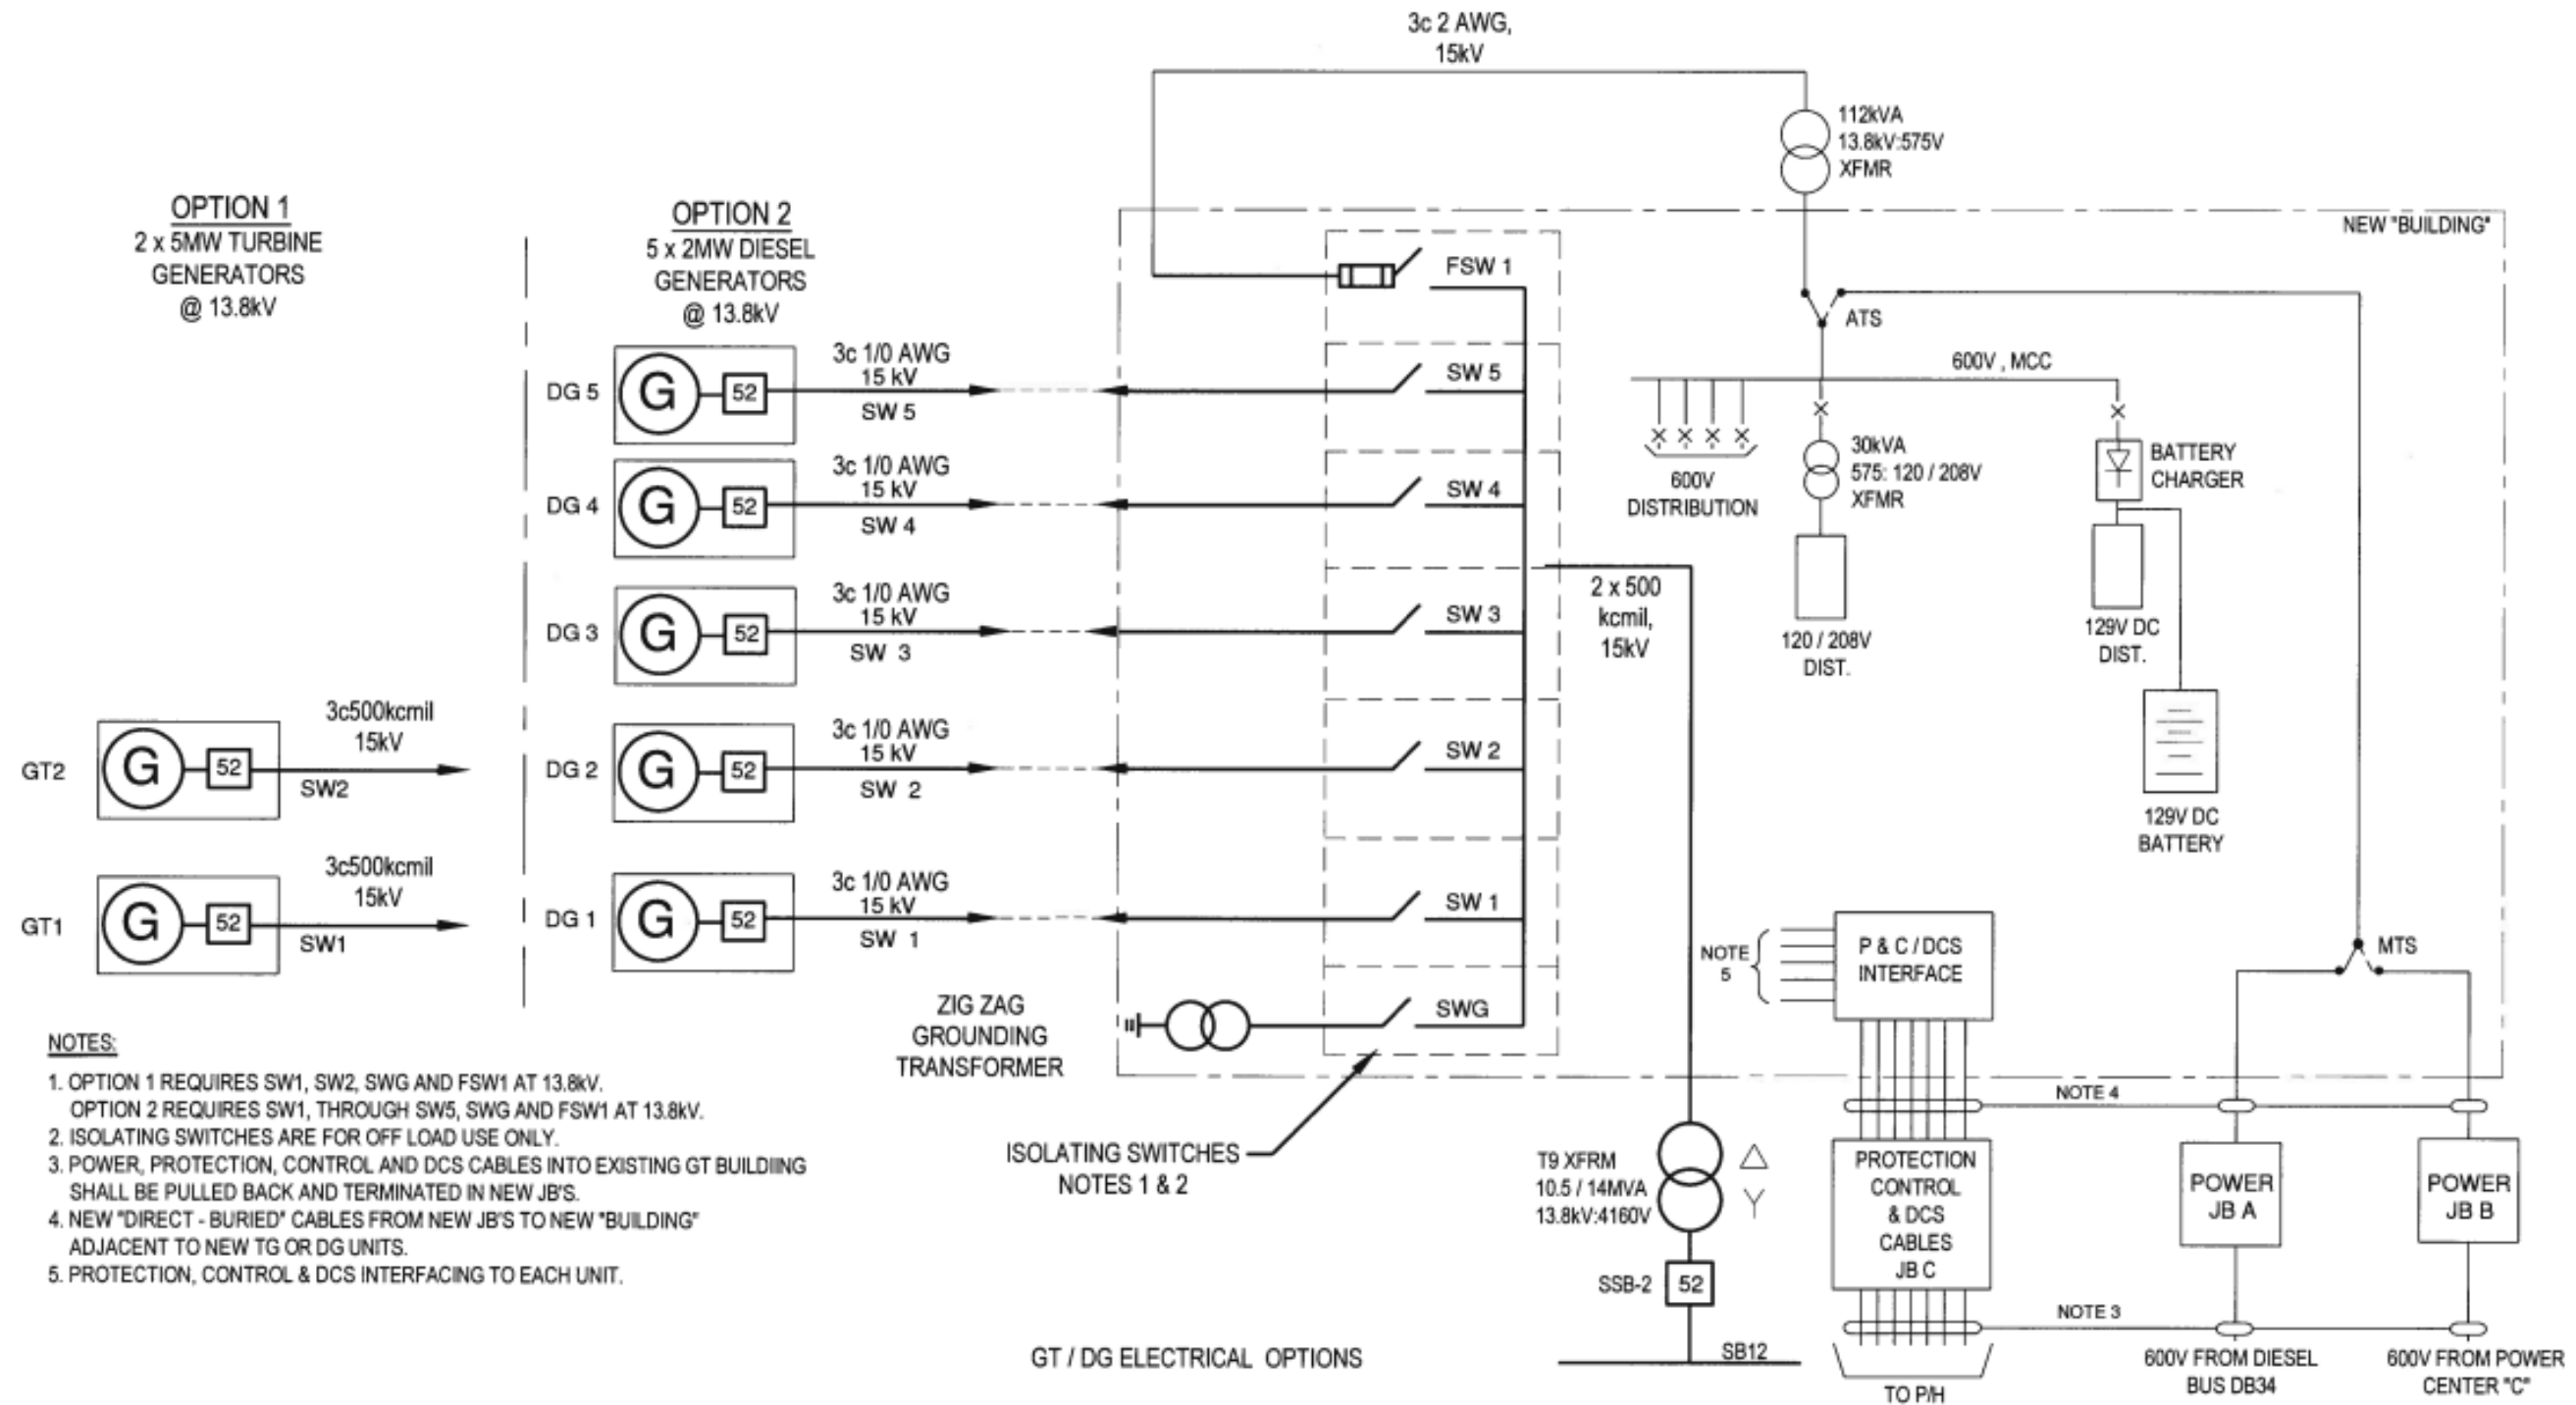 3c 2 AWG,
15kV
112kVA
13.8kV:575V
XFMR
OPTION 1
2 x 5MW TURBINE
GENERATORS
@ 13.8kV
OPTION 2
5 x 2MW DIESEL
GENERATORS
@ 13.8kV
NEW "BUILDING"
FSW 1
ATS
600V , MCC
DG 5
G
52
3c 1/0 AWG
15 kV
SW 5
SW 5
DG 4
G
52
3c 1/0 AWG
15 kV
SW 4
SW 4
DG 3
G
52
3c 1/0 AWG
15 kV
SW 3
SW 3
DG 2
G
52
3c 1/0 AWG
15 kV
SW 2
SW 2
DG 1
G
52
3c 1/0 AWG
15 kV
SW 1
SW 1
GT2
G
52
3c500kcmil
15kV
SW2
GT1
G
52
3c500kcmil
15kV
SW1
600V
DISTRIBUTION
30kVA
575: 120 / 208V
XFMR
BATTERY
CHARGER
120 / 208V
DIST.
129V DC
DIST.
129V DC
BATTERY
2 x 500
kcmil,
15kV
ZIG ZAG
GROUNDING
TRANSFORMER
SWG
ISOLATING SWITCHES
NOTES 1 & 2
NOTE
5
P & C / DCS
INTERFACE
MTS
NOTE 4
PROTECTION
CONTROL
& DCS
CABLES
JB C
POWER
JB A
POWER
JB B
T9 XFRM
10.5 / 14MVA
13.8kV:4160V
SSB-2
52
SB12
NOTE 3
TO P/H
600V FROM DIESEL
BUS DB34
600V FROM POWER
CENTER "C"
NOTES:
1. OPTION 1 REQUIRES SW1, SW2, SWG AND FSW1 AT 13.8kV.
OPTION 2 REQUIRES SW1, THROUGH SW5, SWG AND FSW1 AT 13.8kV.
2. ISOLATING SWITCHES ARE FOR OFF LOAD USE ONLY.
3. POWER, PROTECTION, CONTROL AND DCS CABLES INTO EXISTING GT BUILDIING
SHALL BE PULLED BACK AND TERMINATED IN NEW JB'S.
4. NEW "DIRECT - BURIED" CABLES FROM NEW JB'S TO NEW "BUILDING"
ADJACENT TO NEW TG OR DG UNITS.
5. PROTECTION, CONTROL & DCS INTERFACING TO EACH UNIT.
GT / DG ELECTRICAL OPTIONS